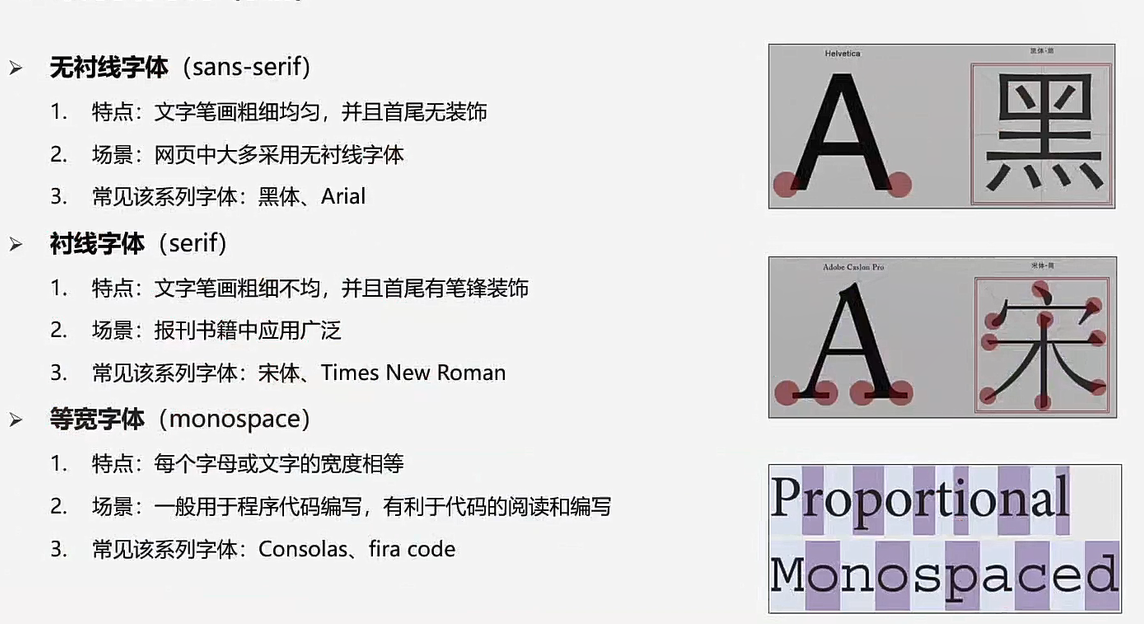 ➢ 无衬线字体（sans-serif）
1. 特点：文字笔画粗细均匀，并且首尾无装饰
2. 场景：网页中大多采用无衬线字体
3. 常见该系列字体：黑体、Arial
➢ 衬线字体（serif）
1. 特点：文字笔画粗细不均，并且首尾有笔锋装饰
2. 场景：报刊书籍中应用广泛
3. 常见该系列字体：宋体、Times New Roman
➢ 等宽字体（monospace）
1. 特点：每个字母或文字的宽度相等
2. 场景：一般用于程序代码编写，有利于代码的阅读和编写
3. 常见该系列字体：Consolas、fira code
Helvetica 黑体-简
A 黑
Adobe Caslon Pro 宋体-简
A 宋
Proportional
Monospaced